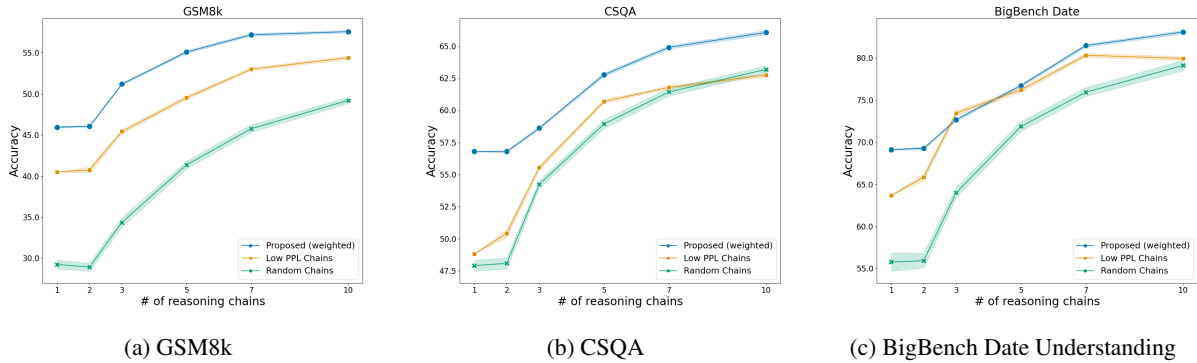 GSM8k
55.0
50.0
45.0
40.0
35.0
30.0
Accuracy
Proposed (weighted)
Low PPL Chains
Random Chains
1 2 3 5 7 10
# of reasoning chains
(a) GSM8k
CSQA
65.0
62.5
60.0
57.5
55.0
52.5
50.0
47.5
Accuracy
Proposed (weighted)
Low PPL Chains
Random Chains
1 2 3 5 7 10
# of reasoning chains
(b) CSQA
BigBench Date
80.0
75.0
70.0
65.0
60.0
55.0
Accuracy
Proposed (weighted)
Low PPL Chains
Random Chains
1 2 3 5 7 10
# of reasoning chains
(c) BigBench Date Understanding